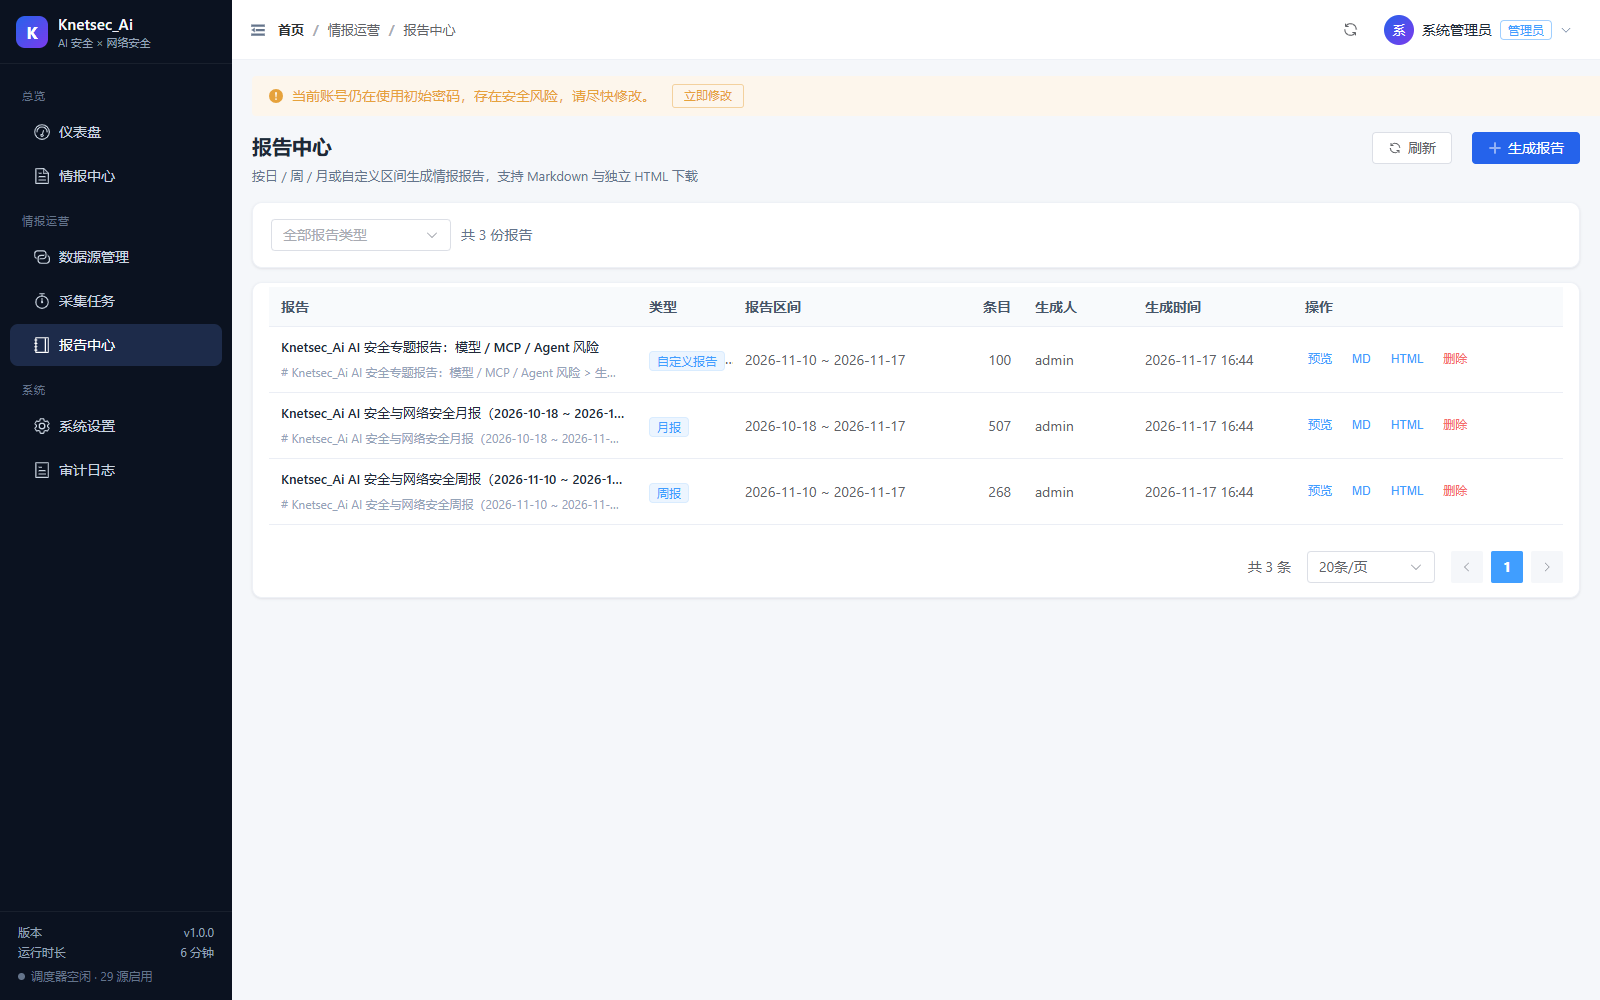 K
Knetsec_Ai
AI 安全 × 网络安全
总览
仪表盘
情报中心
情报运营
数据源管理
采集任务
报告中心
系统
系统设置
审计日志
版本 v1.0.0
运行时长 6 分钟
调度器空闲 · 29 源启用
首页 / 情报运营 / 报告中心
系 系统管理员 管理员
当前账号仍在使用初始密码，存在安全风险，请尽快修改。 立即修改
报告中心
按日 / 周 / 月或自定义区间生成情报报告，支持 Markdown 与独立 HTML 下载
刷新 生成报告
全部报告类型 共 3 份报告
报告 类型 报告区间 条目 生成人 生成时间 操作
Knetsec_Ai AI 安全专题报告：模型 / MCP / Agent 风险
# Knetsec_Ai AI 安全专题报告：模型 / MCP / Agent 风险 > 生...
自定义报告 .. 2026-11-10 ~ 2026-11-17 100 admin 2026-11-17 16:44 预览 MD HTML 删除
Knetsec_Ai AI 安全与网络安全月报（2026-10-18 ~ 2026-1...
# Knetsec_Ai AI 安全与网络安全月报（2026-10-18 ~ 2026-11-...
月报 2026-10-18 ~ 2026-11-17 507 admin 2026-11-17 16:44 预览 MD HTML 删除
Knetsec_Ai AI 安全与网络安全周报（2026-11-10 ~ 2026-1...
# Knetsec_Ai AI 安全与网络安全周报（2026-11-10 ~ 2026-11-...
周报 2026-11-10 ~ 2026-11-17 268 admin 2026-11-17 16:44 预览 MD HTML 删除
共 3 条 20条/页 1